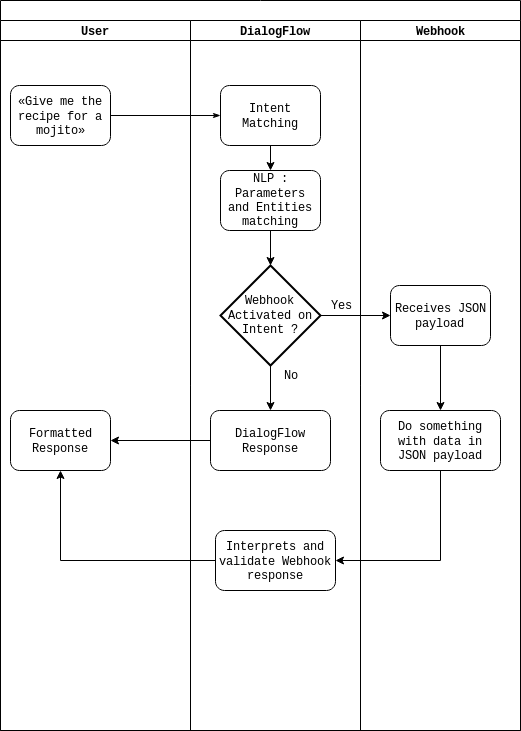 User
DialogFlow
Webhook
«Give me the
recipe for a
mojito»
Intent
Matching
NLP :
Parameters
and Entities
matching
Webhook
Activated on
Intent ?
Yes
Receives JSON
payload
No
Formatted
Response
DialogFlow
Response
Do something
with data in
JSON payload
Interprets and
validate Webhook
response